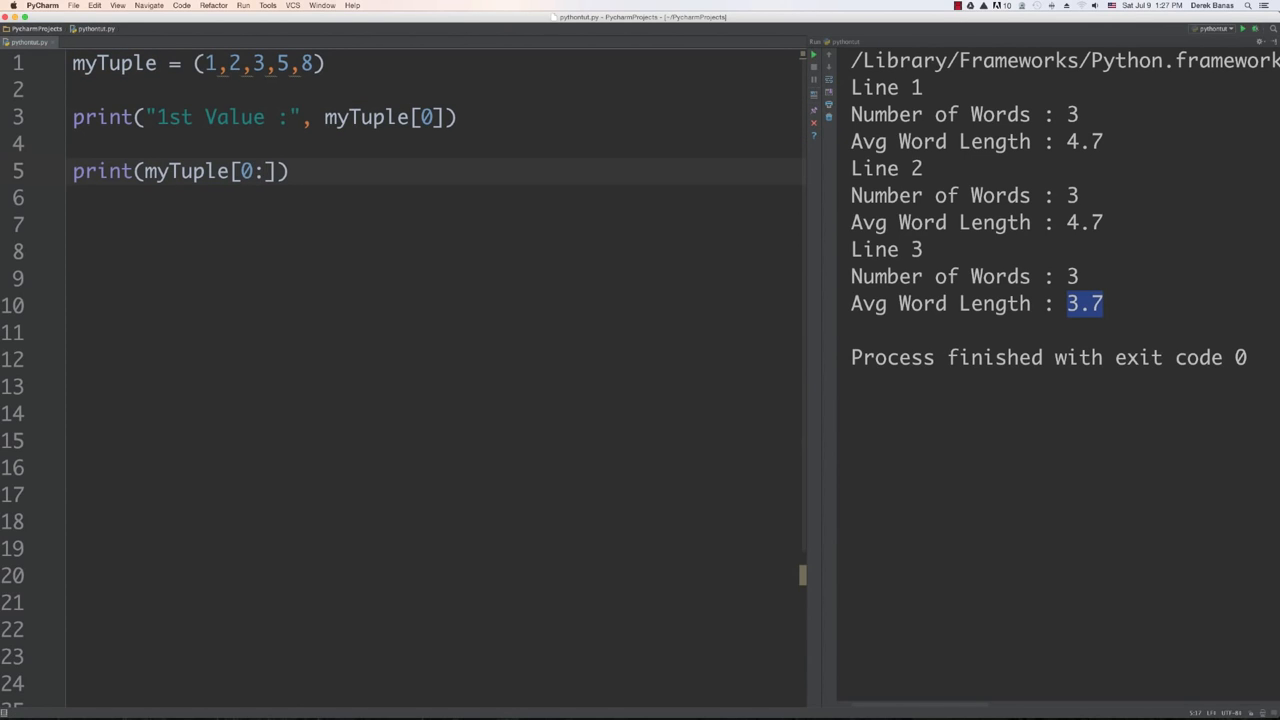 PyCharm File Edit View Navigate Code Refactor Run Tools VCS Window Help
10 Sat Jul 9 1:27 PM Derek Banas
pythontut.py - PycharmProjects - [~/PycharmProjects]
PycharmProjects pythontut.py
pythontut
pythontut.py
Run pythontut
1 myTuple = (1,2,3,5,8)
2
3 print("1st Value :", myTuple[0])
4
5 print(myTuple[0:])
6
7
8
9
10
11
12
13
14
15
16
17
18
19
20
21
22
23
24
25
/Library/Frameworks/Python.framework
Line 1
Number of Words : 3
Avg Word Length : 4.7
Line 2
Number of Words : 3
Avg Word Length : 4.7
Line 3
Number of Words : 3
Avg Word Length : 3.7
Process finished with exit code 0
5:17 LF÷ UTF-8÷